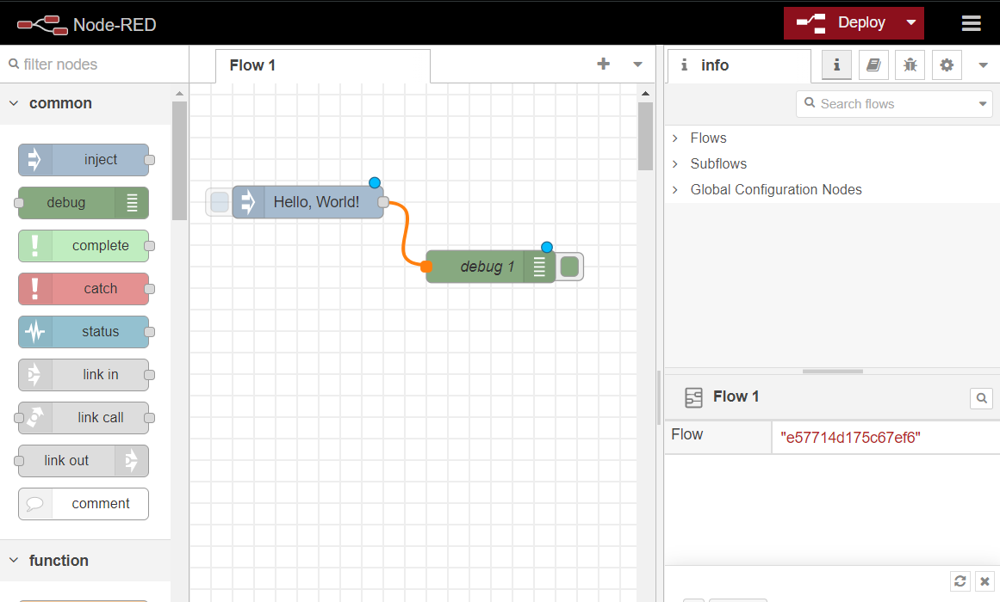 Node-RED
Deploy
filter nodes
Flow 1
info
Search flows
common
inject
debug
complete
catch
status
link in
link call
link out
comment
function
Hello, World!
debug 1
Flows
Subflows
Global Configuration Nodes
Flow 1
Flow "e57714d175c67ef6"